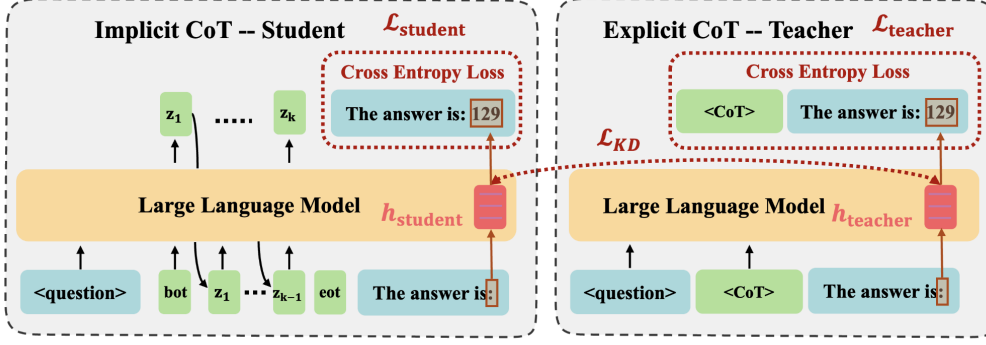 Implicit CoT -- Student
ℒstudent
Cross Entropy Loss
z1
......
zk
The answer is: 129
Large Language Model
hstudent
<question>
bot
z1
....
zk−1
eot
The answer is:
ℒKD
Explicit CoT -- Teacher
ℒteacher
Cross Entropy Loss
<CoT>
The answer is: 129
Large Language Model
hteacher
<question>
<CoT>
The answer is: